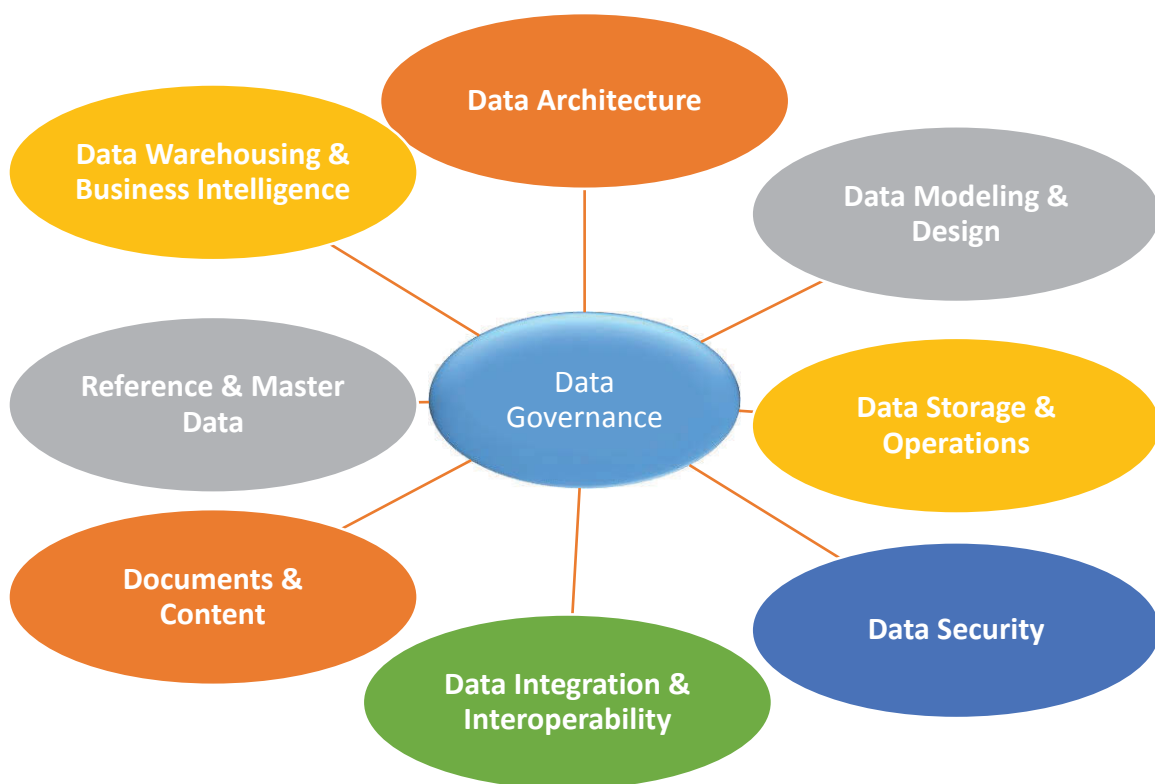 Data Architecture
Data Warehousing &
Business Intelligence
Data Modeling &
Design
Reference & Master
Data
Data
Governance
Data Storage &
Operations
Documents &
Content
Data Security
Data Integration &
Interoperability